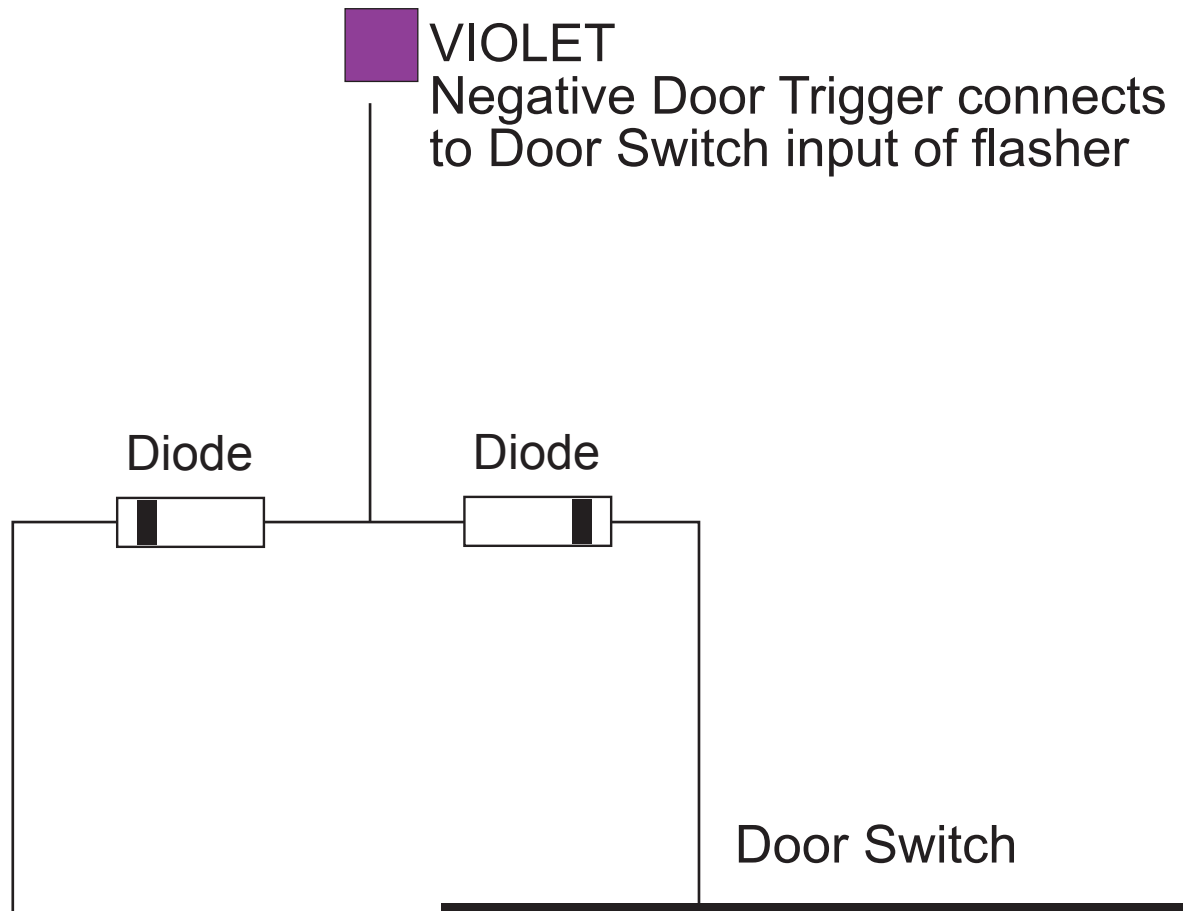 VIOLET
Negative Door Trigger connects
to Door Switch input of flasher
Diode
Diode
Door Switch